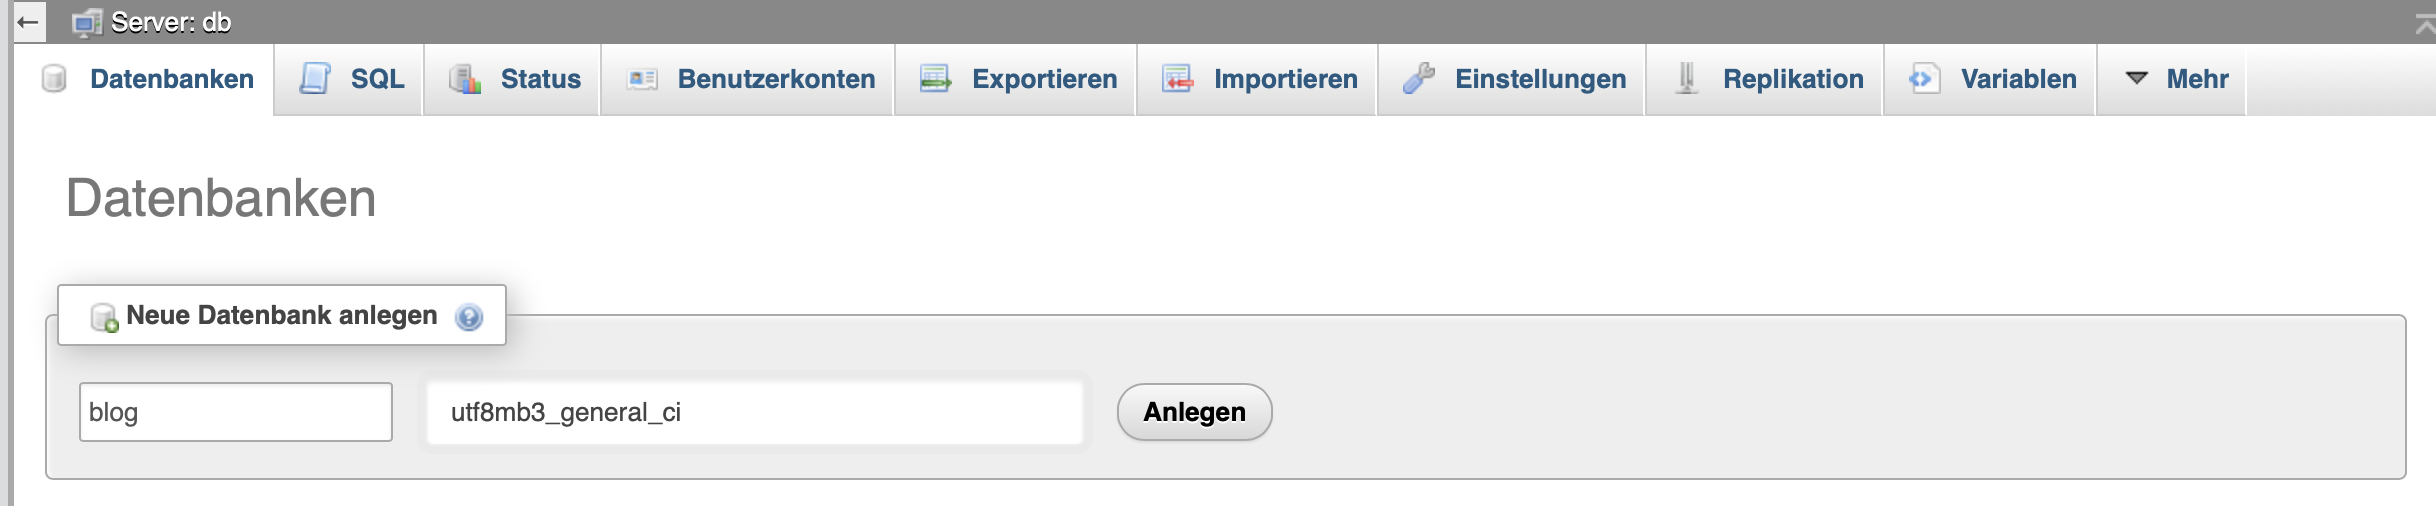 Server: db
Datenbanken SQL Status Benutzerkonten Exportieren Importieren Einstellungen Replikation Variablen Mehr
Datenbanken
Neue Datenbank anlegen
blog utf8mb3_general_ci Anlegen